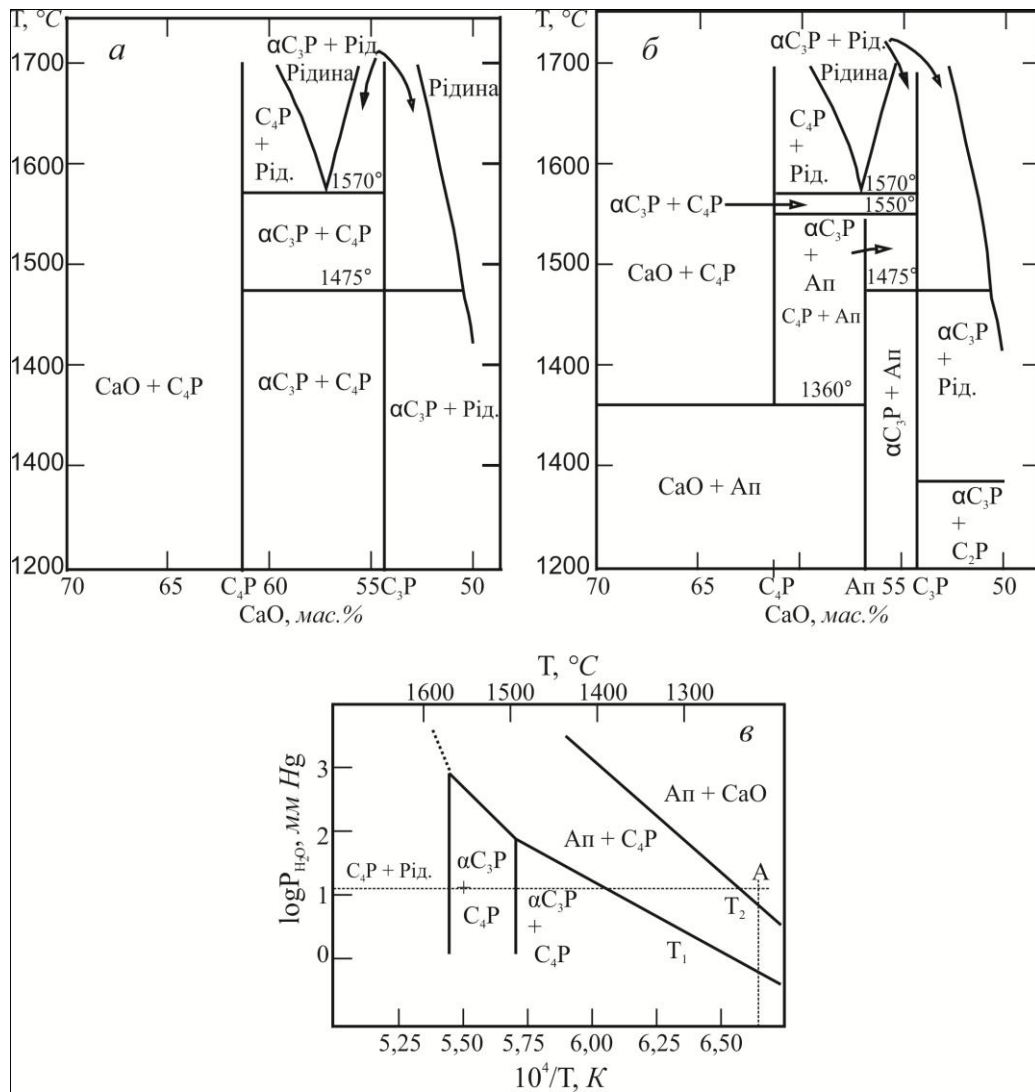 T, °C
а
1700
1600
1500
1400
1400
1200
αC₃P + Рід.
Рідина
Рідина
C₄P
+
Рід.
1570°
αC₃P + C₄P
1475°
CaO + C₄P
αC₃P + C₄P
αC₃P + Рід.
70
65
C₄P 60
55 C₃P
50
CaO, мас.%
T, °C
б
1700
1600
1500
1400
1400
1200
αC₃P + Рід.
Рідина
C₄P
+
Рід.
1570°
1550°
αC₃P + C₄P
αC₃P
+
Ап
CaO + C₄P
1475°
C₄P + Ап
αC₃P
+
Рід.
1360°
αC₃P + Ап
CaO + Ап
αC₃P
+
C₂P
70
65
C₄P
Ап 55 C₃P
50
CaO, мас.%
T, °C
1600
1500
1400
1300
в
logP_H₂O, мм Hg
3
2
1
0
Ап + CaO
Ап + C₄P
C₄P + Рід.
αC₃P
+
C₄P
αC₃P
+
C₄P
A
T₂
T₁
5,25
5,50
5,75
6,00
6,25
6,50
10⁴/T, K